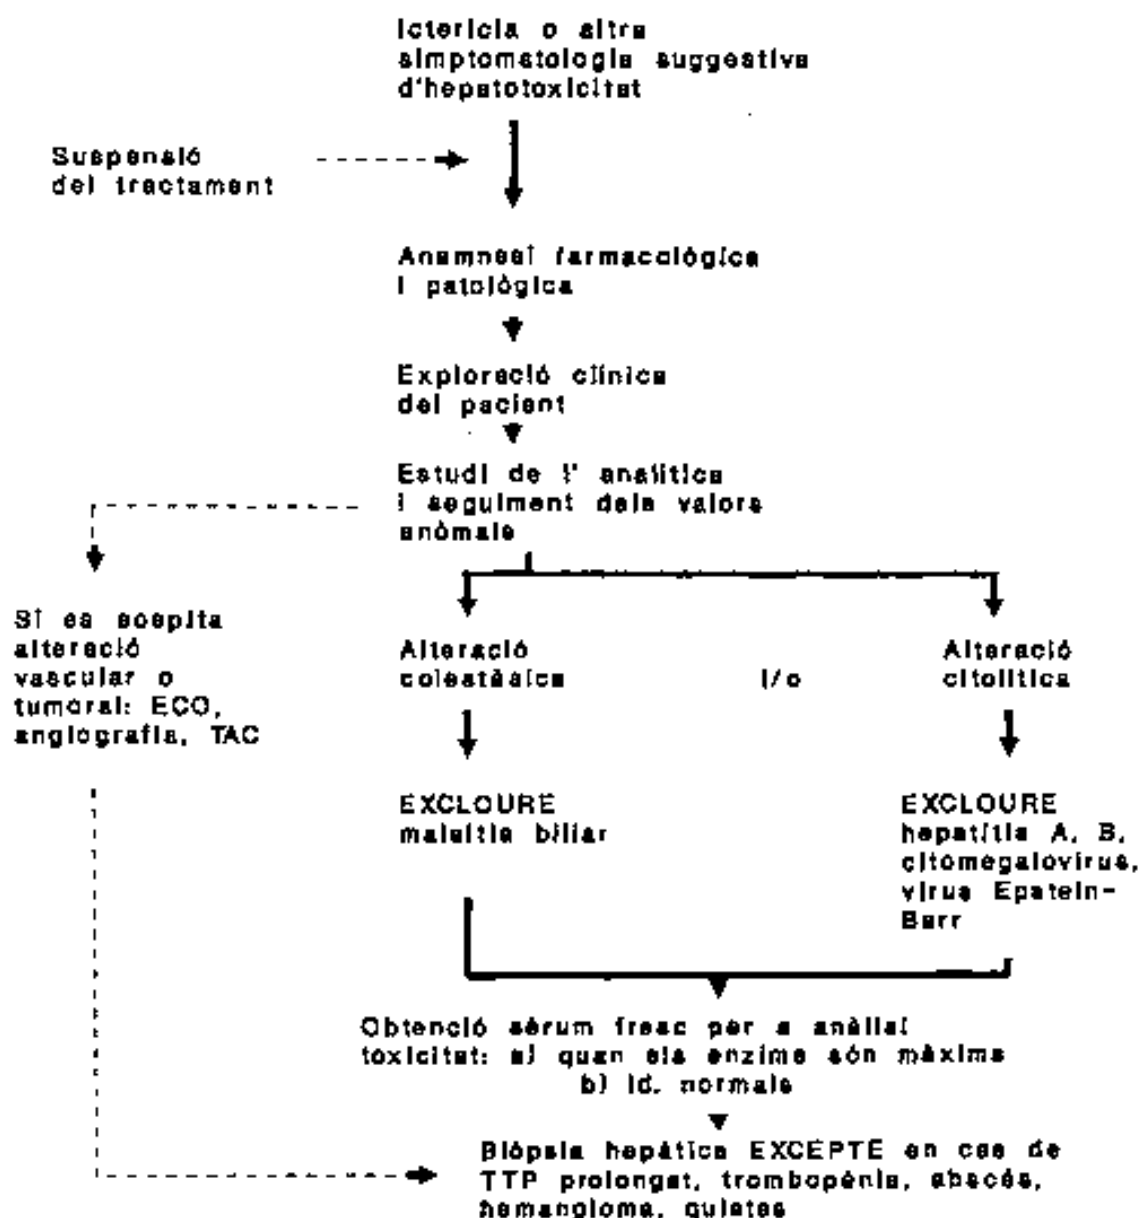 Ictericia o altra
simptomatologia suggestiva
d'hepatotoxicitat
Suspensió
del tractament
Anamnesi farmacològica
i patològica
Exploració clínica
del pacient
Estudi de l' analítica
i seguiment dels valors
anòmals
Si es sospita
alteració
vascular o
tumoral: ECO,
angiografia, TAC
Alteració
colestàsica
i/o
Alteració
citolítica
EXCLOURE
malaltia biliar
EXCLOURE
hepatitis A, B,
citomegalovirus,
virus Epstein-
Barr
Obtenció sèrum fresc per a anàlisi
toxicitat: a) quan els enzims són màxims
b) id. normals
Biòpsia hepàtica EXCEPTE en cas de
TTP prolongat, trombopènia, abscés,
hemangioma, quistes